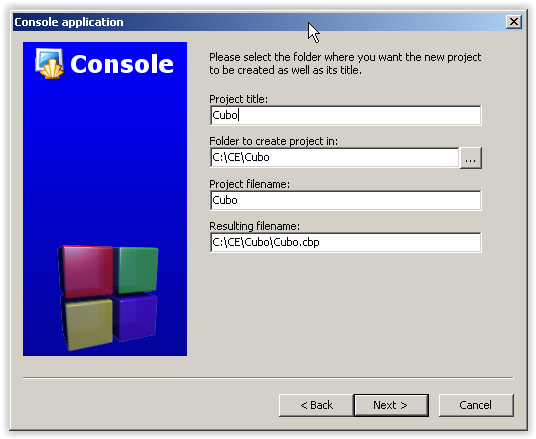 Console application
Console
Please select the folder where you want the new project
to be created as well as its title.
Project title:
Cubo
Folder to create project in:
C:\CE\Cubo
...
Project filename:
Cubo
Resulting filename:
C:\CE\Cubo\Cubo.cbp
< Back
Next >
Cancel